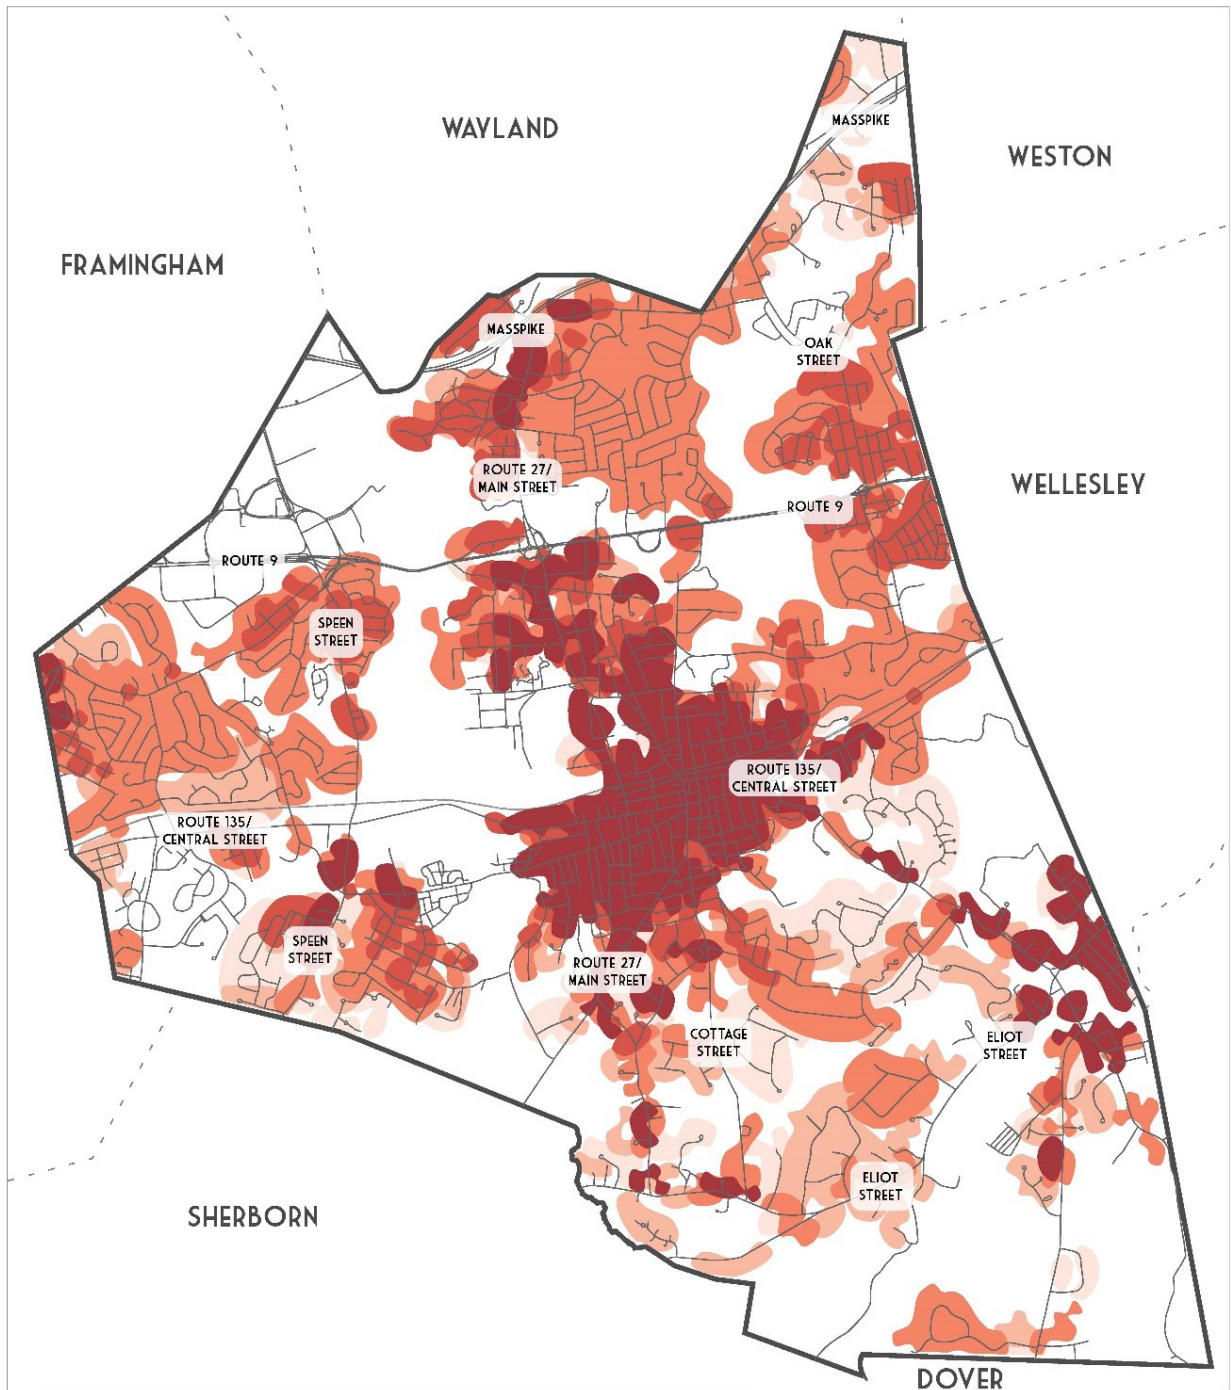 WAYLAND
MASSPIKE
WESTON
FRAMINGHAM
MASSPIKE
OAK
STREET
ROUTE 27/
MAIN STREET
WELLESLEY
ROUTE 9
ROUTE 9
SPEEN
STREET
ROUTE 135/
CENTRAL STREET
ROUTE 135/
CENTRAL STREET
SPEEN
STREET
ROUTE 27/
MAIN STREET
COTTAGE
STREET
ELIOT
STREET
ELIOT
STREET
SHERBORN
DOVER